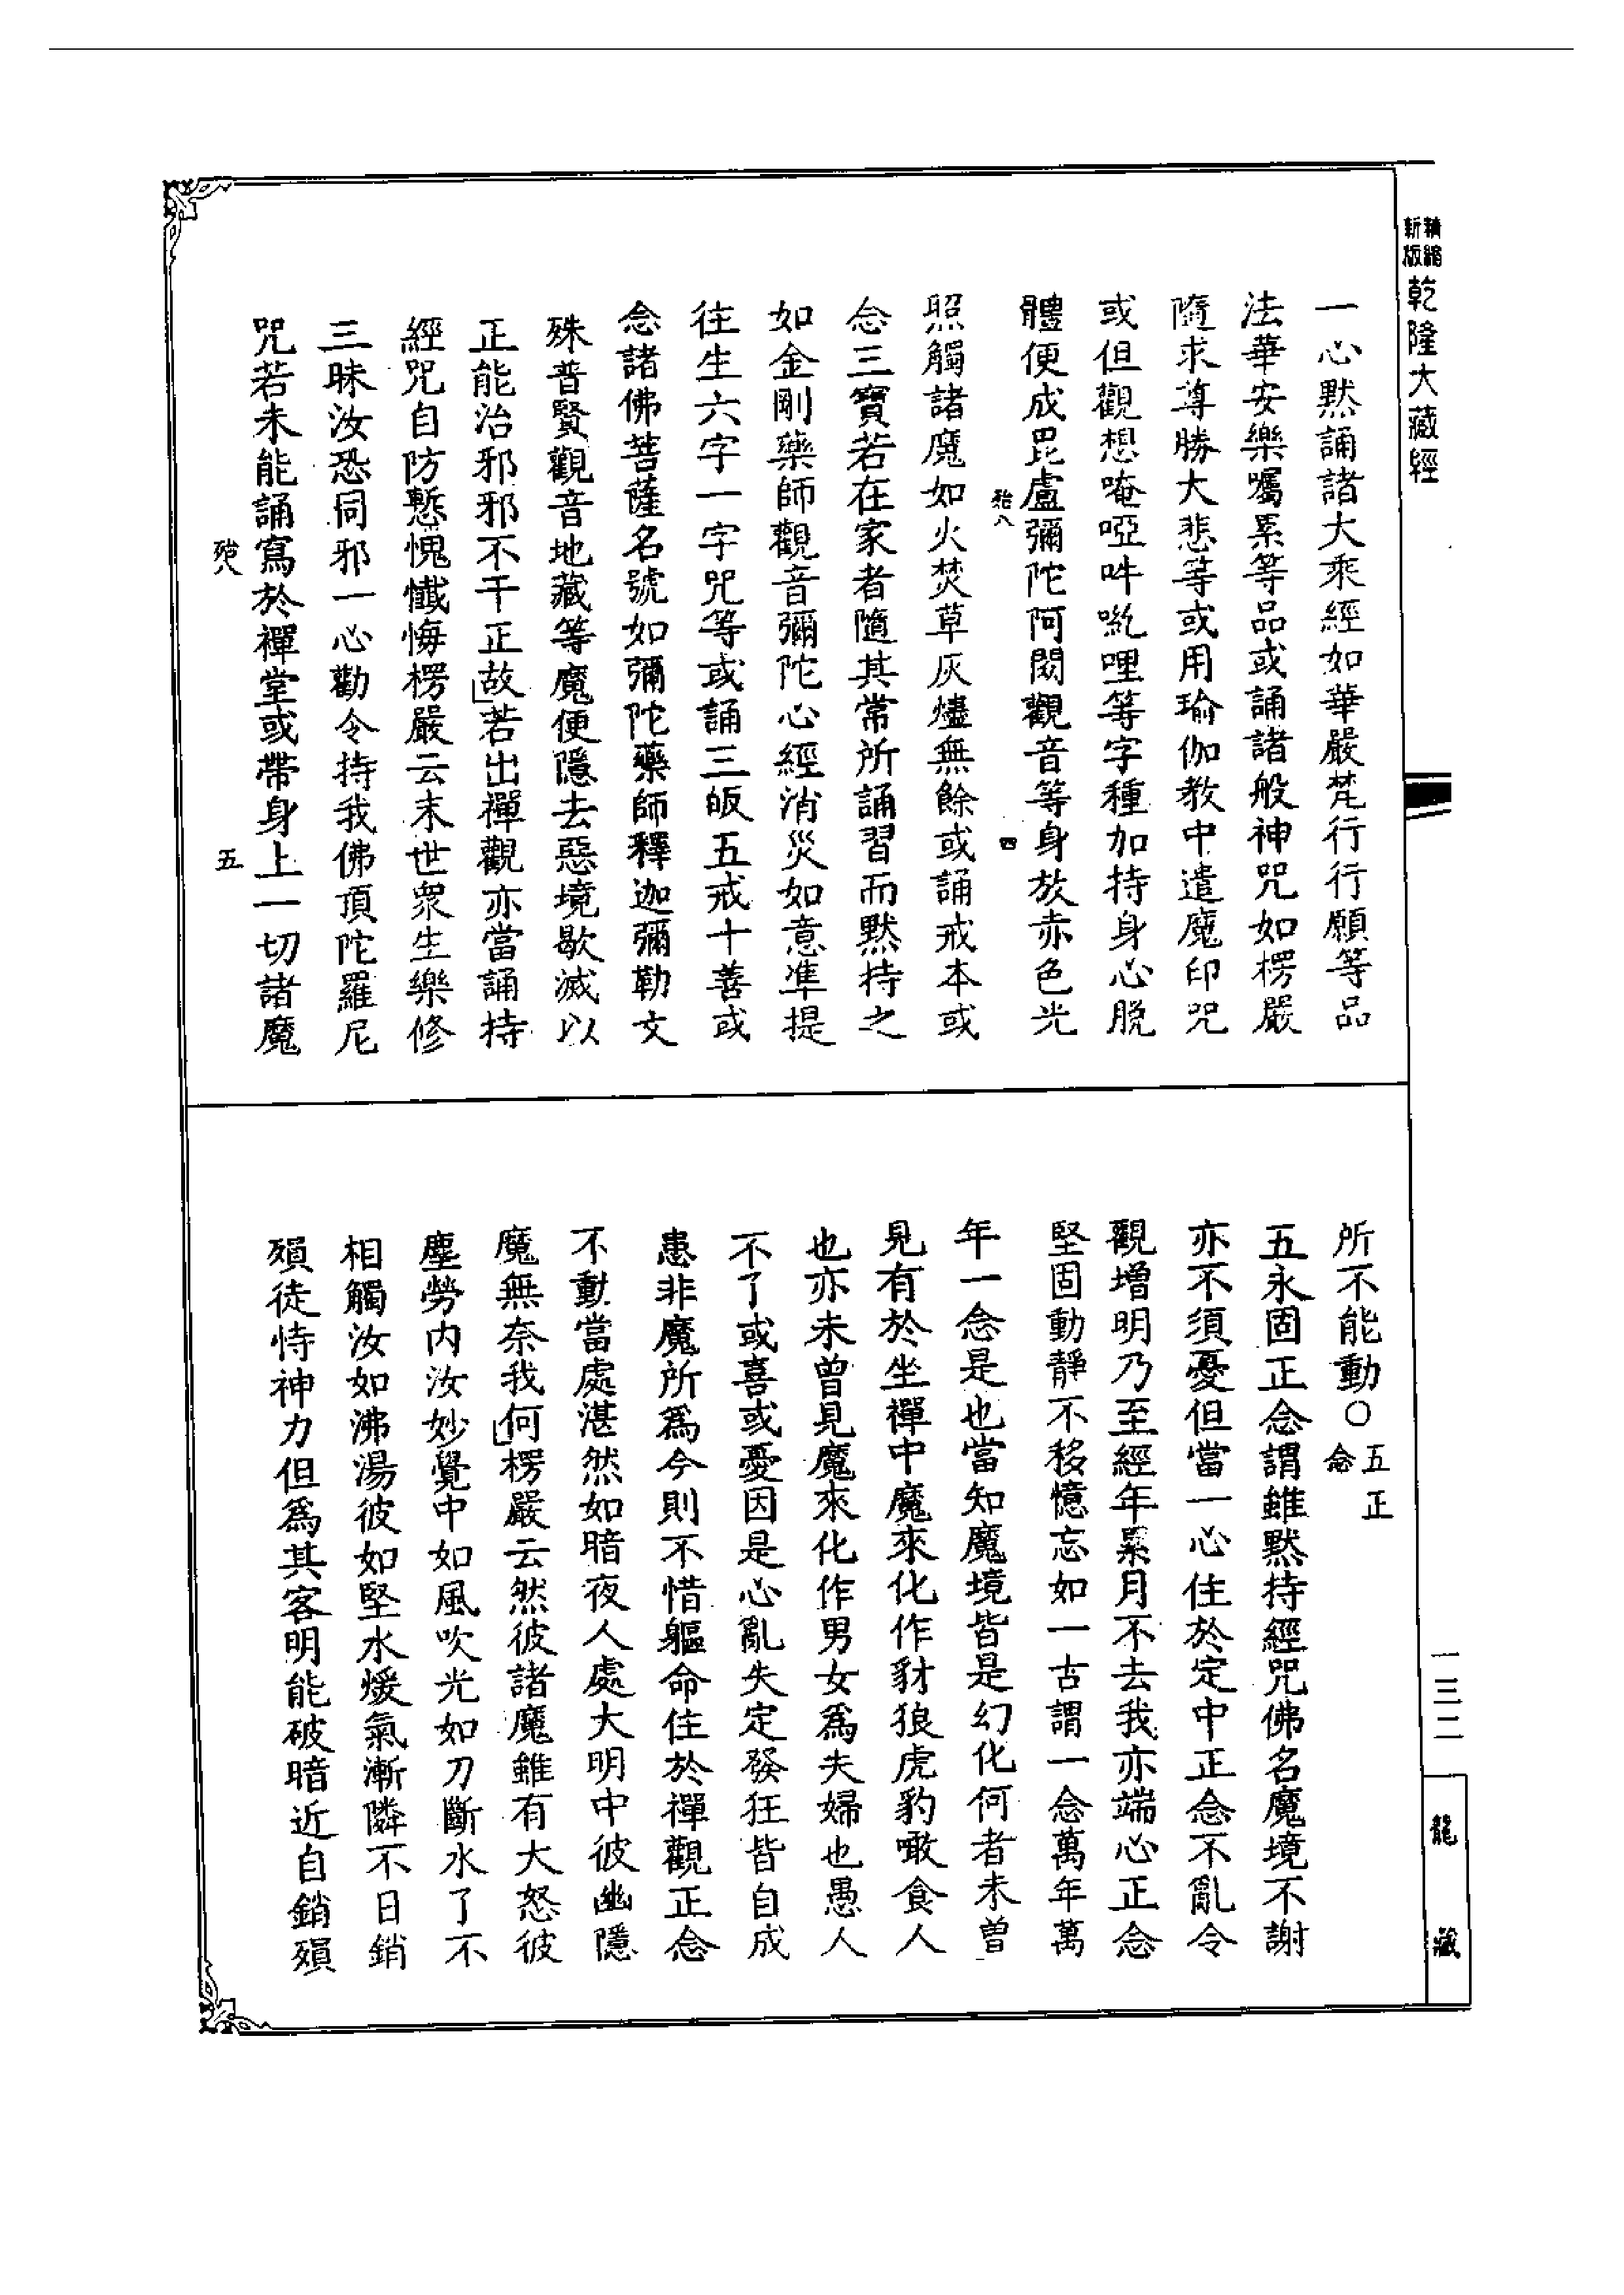 精縮
新版
乾隆大藏經
一心默誦諸大乘經如華嚴梵行行願等品
法華安樂囑累等品或誦諸般神咒如楞嚴
隨求尊勝大悲等或用瑜伽教中遣魔印咒
或但觀想唵啞吽㘕哩等字種加持身心脫
體便成毘盧彌陀阿閦觀音等身放赤色光
殆八
四
照觸諸魔如火焚草灰燼無餘或誦戒本或
念三寶若在家者隨其常所誦習而默持之
如金剛藥師觀音彌陀心經消災如意準提
往生六字一字咒等或誦三皈五戒十善或
念諸佛菩薩名號如彌陀藥師釋迦彌勒文
殊普賢觀音地藏等魔便隱去惡境歇滅以
正能治邪邪不干正故若出禪觀亦當誦持
經咒自防慙愧懺悔楞嚴云末世眾生樂修
三昧汝恐同邪一心勸令持我佛頂陀羅尼
咒若未能誦寫於禪堂或帶身上一切諸魔
殆八
五
所不能動○五正念
五永固正念謂雖默持經咒佛名魔境不謝
亦不須憂但當一心住於定中正念不亂令
觀增明乃至經年累月不去我亦端心正念
堅固動靜不移憶忘如一古謂一念萬年萬
年一念是也當知魔境皆是幻化何者未曾
見有於坐禪中魔來化作豺狼虎豹噉食人
也亦未曾見魔來化作男女為夫婦也愚人
不了或喜或憂因是心亂失定發狂皆自成
患非魔所為今則不惜軀命住於禪觀正念
不動當處湛然如暗夜人處大明中彼幽隱
魔無奈我何楞嚴云然彼諸魔雖有大怒彼
塵勞內汝妙覺中如風吹光如刀斷水了不
相觸汝如沸湯彼如堅水煖氣漸隣不日銷
殞徒恃神力但為其客明能破暗近自銷殞
一三二
龍藏